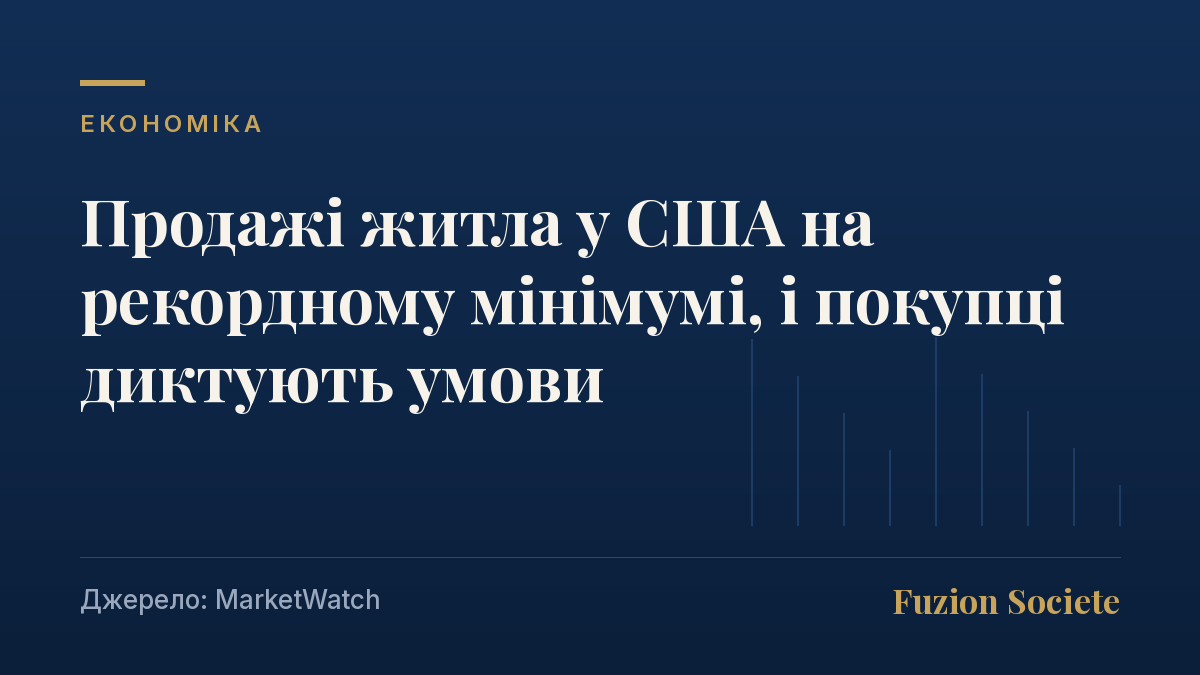 ЕКОНОМІКА
Продажі житла у США на
рекордному мінімумі, і покупці
диктують умови
Джерело: MarketWatch
Fuzion Societe